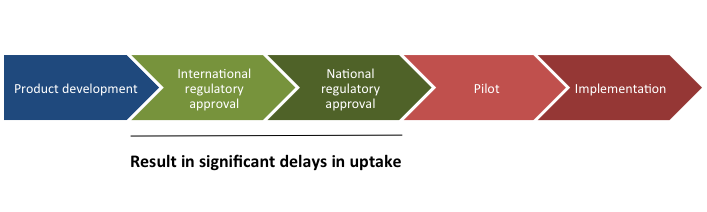 Product development
International
regulatory
approval
National
regulatory
approval
Pilot
Implementation
Result in significant delays in uptake